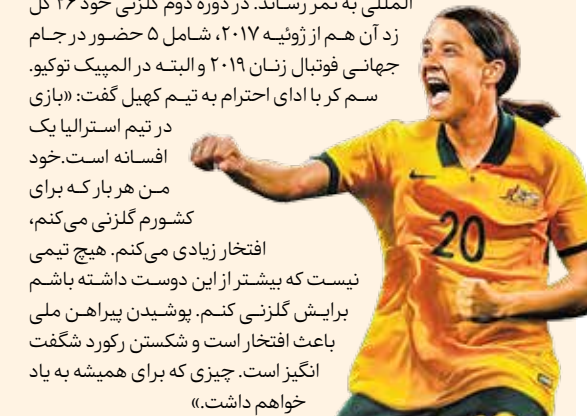 المللی به ثمر رساند. در دوره دوم گلزنی خود ۲۶ گل
زد آن هم از ژوئیه ۲۰۱۷، شامل ۵ حضور در جام
جهانی فوتبال زنان ۲۰۱۹ و البته در المپیک توکیو.
سم کر با ادای احترام به تیم کهیل گفت: «بازی
در تیم استرالیا یک
افسانه است.خود
من هر بار که برای
کشورم گلزنی می‌کنم،
افتخار زیادی می‌کنم. هیچ تیمی
نیست که بیشتر از این دوست داشته باشم
برایش گلزنی کنم. پوشیدن پیراهن ملی
باعث افتخار است و شکستن رکورد شگفت
انگیز است. چیزی که برای همیشه به یاد
خواهم داشت.»
20